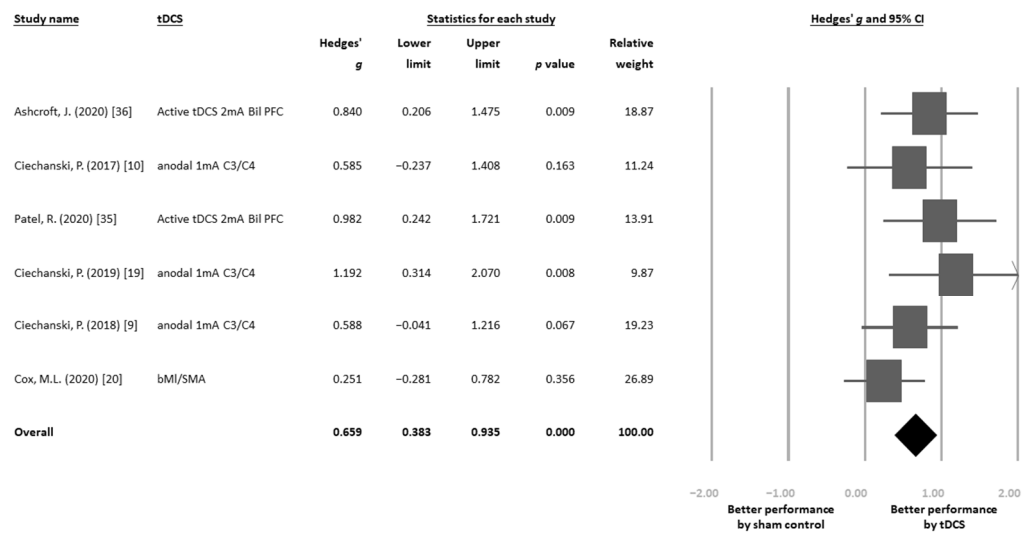 Study name tDCS Statistics for each study Hedges' g and 95% CI
Hedges' Lower Upper Relative
g limit limit p value weight
Ashcroft, J. (2020) [36] Active tDCS 2mA Bil PFC 0.840 0.206 1.475 0.009 18.87
Ciechanski, P. (2017) [10] anodal 1mA C3/C4 0.585 −0.237 1.408 0.163 11.24
Patel, R. (2020) [35] Active tDCS 2mA Bil PFC 0.982 0.242 1.721 0.009 13.91
Ciechanski, P. (2019) [19] anodal 1mA C3/C4 1.192 0.314 2.070 0.008 9.87
Ciechanski, P. (2018) [9] anodal 1mA C3/C4 0.588 −0.041 1.216 0.067 19.23
Cox, M.L. (2020) [20] bMl/SMA 0.251 −0.281 0.782 0.356 26.89
Overall 0.659 0.383 0.935 0.000 100.00
−2.00 −1.00 0.00 1.00 2.00
Better performance Better performance
by sham control by tDCS